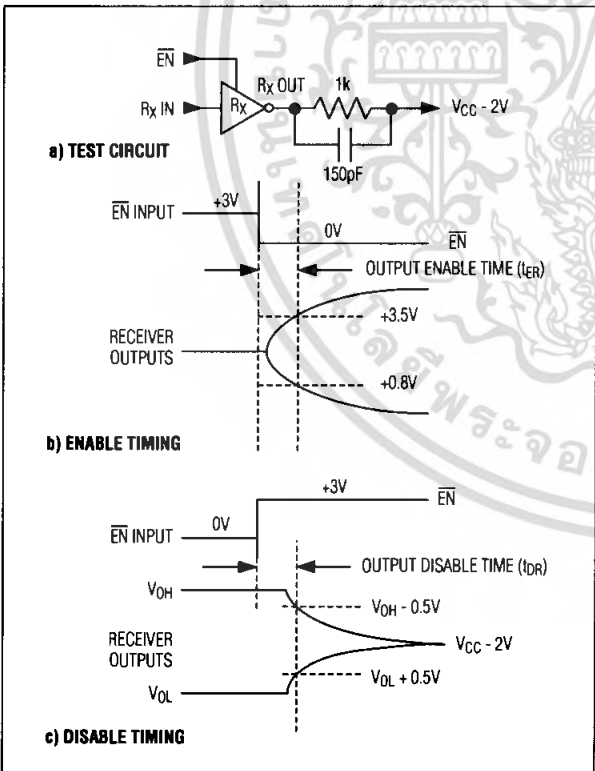 EN
RX OUT
1k
RX IN
RX
VCC - 2V
150pF
a) TEST CIRCUIT
+3V
EN INPUT
0V
EN
OUTPUT ENABLE TIME (tER)
+3.5V
RECEIVER
OUTPUTS
+0.8V
b) ENABLE TIMING
+3V
EN
0V
EN INPUT
OUTPUT DISABLE TIME (tDR)
VOH
VOH - 0.5V
RECEIVER
OUTPUTS
VCC - 2V
VOL + 0.5V
VOL
c) DISABLE TIMING